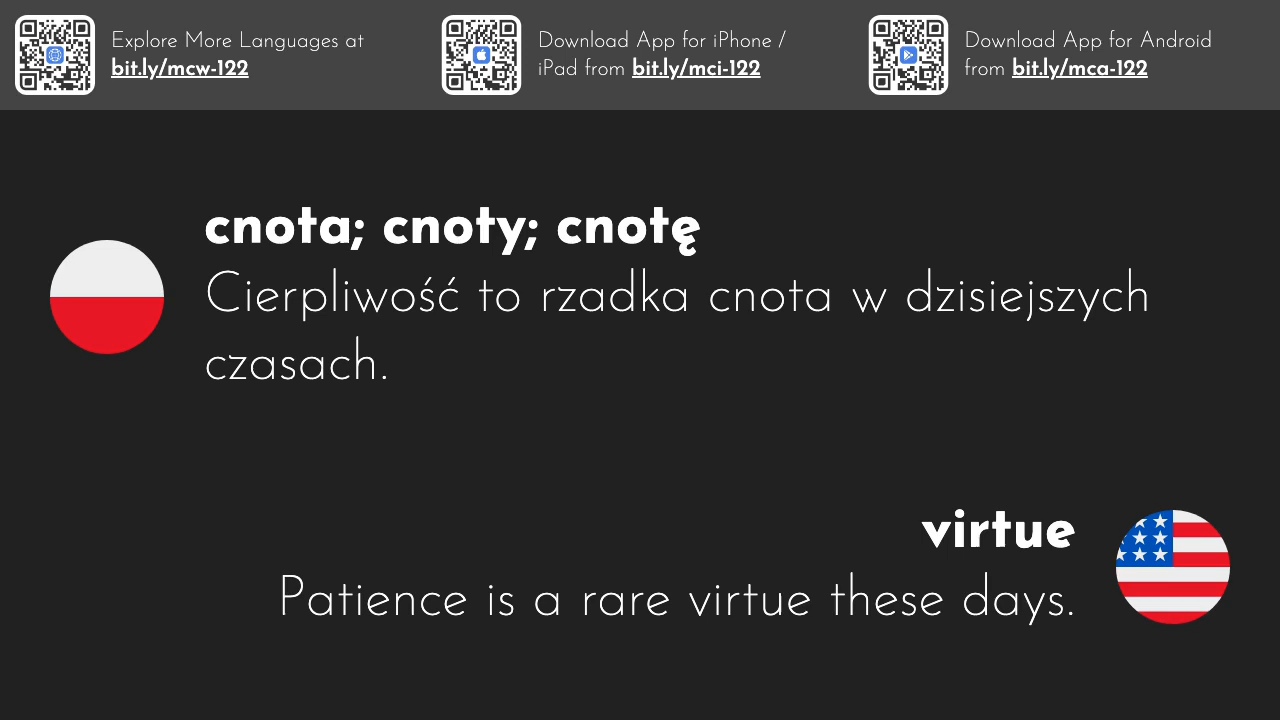 Explore More Languages at
bit.ly/mcw-122
Download App for iPhone /
iPad from bit.ly/mci-122
Download App for Android
from bit.ly/mca-122
cnota; cnoty; cnotę
Cierpliwość to rzadka cnota w dzisiejszych
czasach.
virtue
Patience is a rare virtue these days.